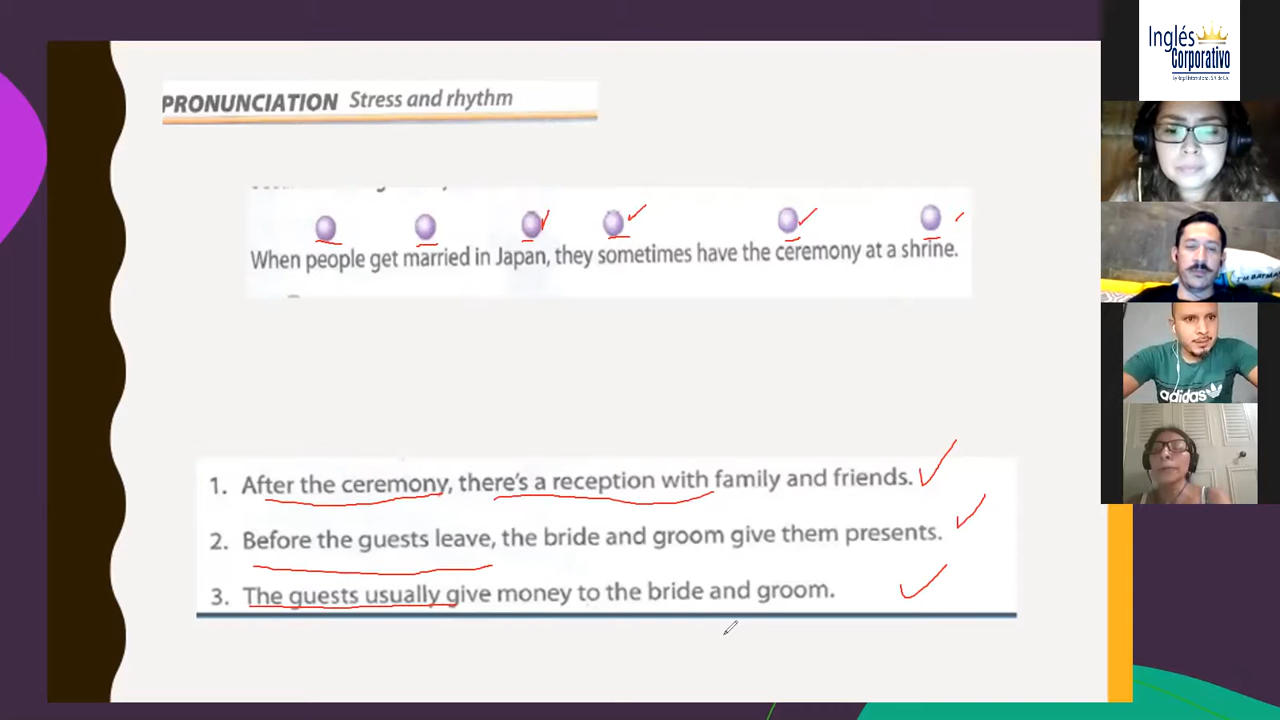 PRONUNCIATION Stress and rhythm
When people get married in Japan, they sometimes have the ceremony at a shrine.
1. After the ceremony, there's a reception with family and friends.
2. Before the guests leave, the bride and groom give them presents.
3. The guests usually give money to the bride and groom.
Inglés
Corporativo
I'M BATMAN
adidas